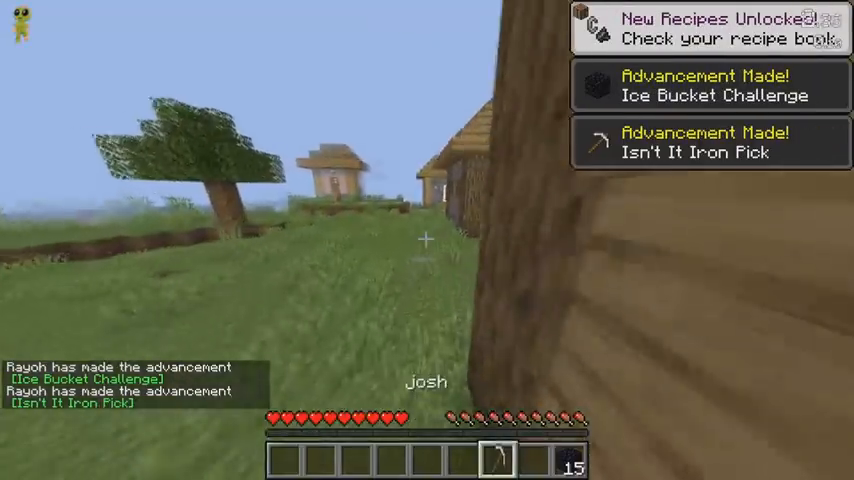 New Recipes Unlocked!
Check your recipe book
Advancement Made!
Ice Bucket Challenge
Advancement Made!
Isn't It Iron Pick
Rayoh has made the advancement
[Ice Bucket Challenge]
Rayoh has made the advancement
[Isn't It Iron Pick]
josh
15